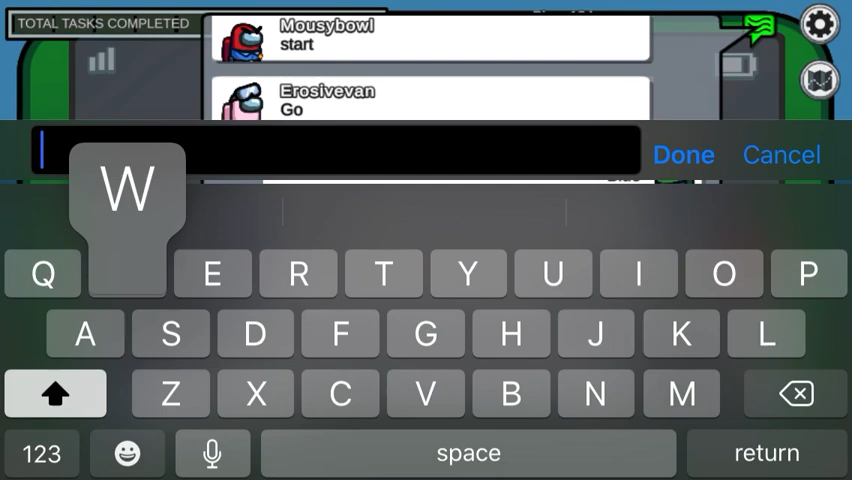 TOTAL TASKS COMPLETED
Mousybowl
start
Erosivevan
Go
Done Cancel
W
Q E R T Y U I O P
A S D F G H J K L
Z X C V B N M
123 space return